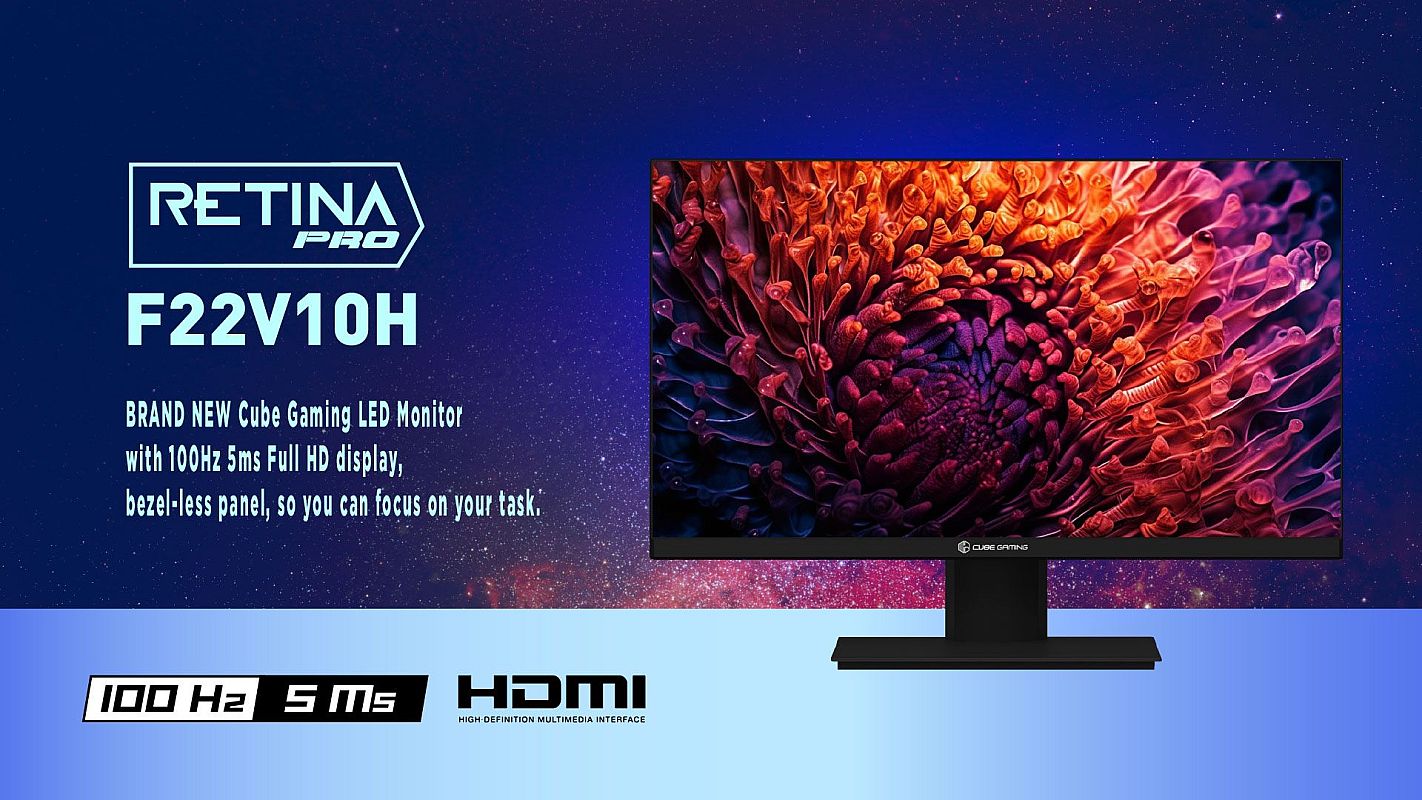 RETINA
PRO
F22V10H
BRAND NEW Cube Gaming LED Monitor
with 100Hz 5ms Full HD display,
bezel-less panel, so you can focus on your task.
CUBE GAMING
100 Hz 5 Ms
HDMI
HIGH-DEFINITION MULTIMEDIA INTERFACE